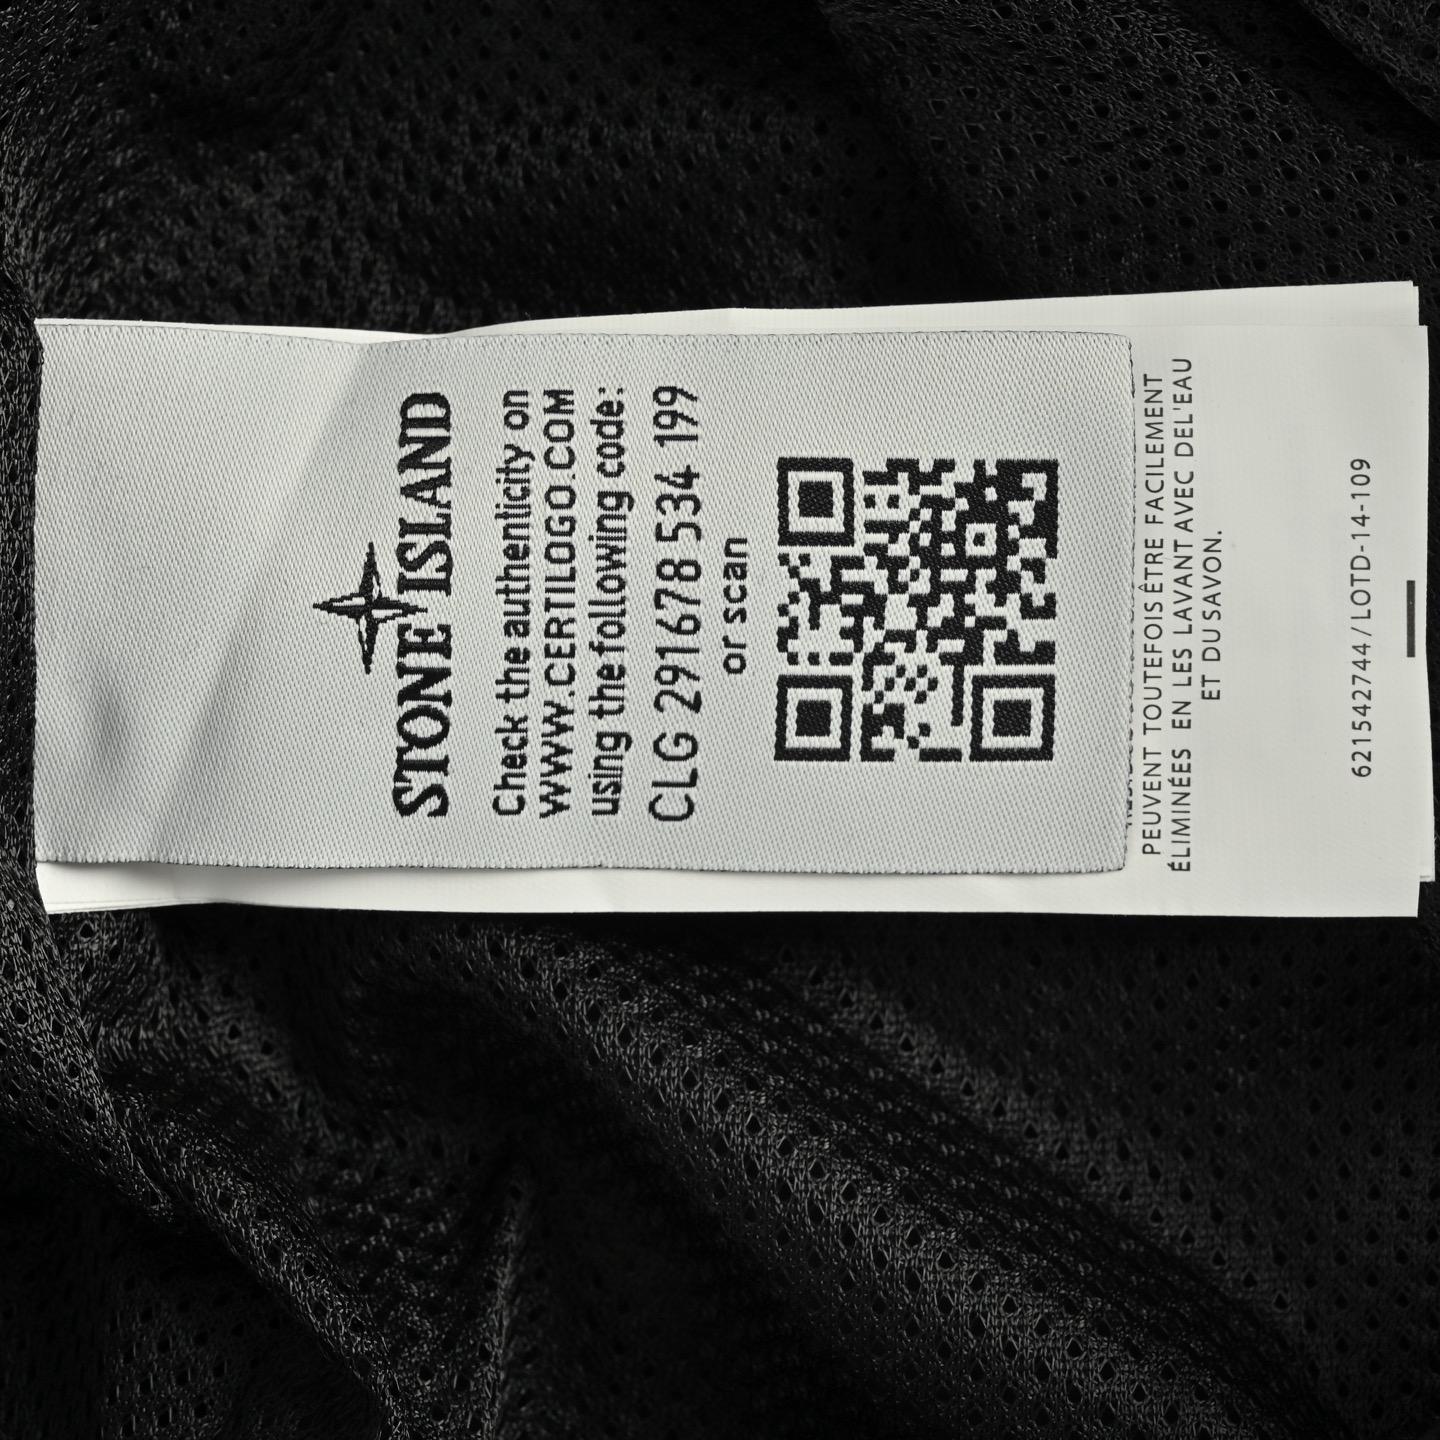 STONE ISLAND
Check the authenticity on
WWW.CERTILOGO.COM
using the following code:
CLG 291678 534 199
or scan
PEUVENT TOUTEFOIS ÊTRE FACILEMENT
ÉLIMINÉES EN LES LAVANT AVEC DEL'EAU
ET DU SAVON.
621542744 / LOTD-14-109